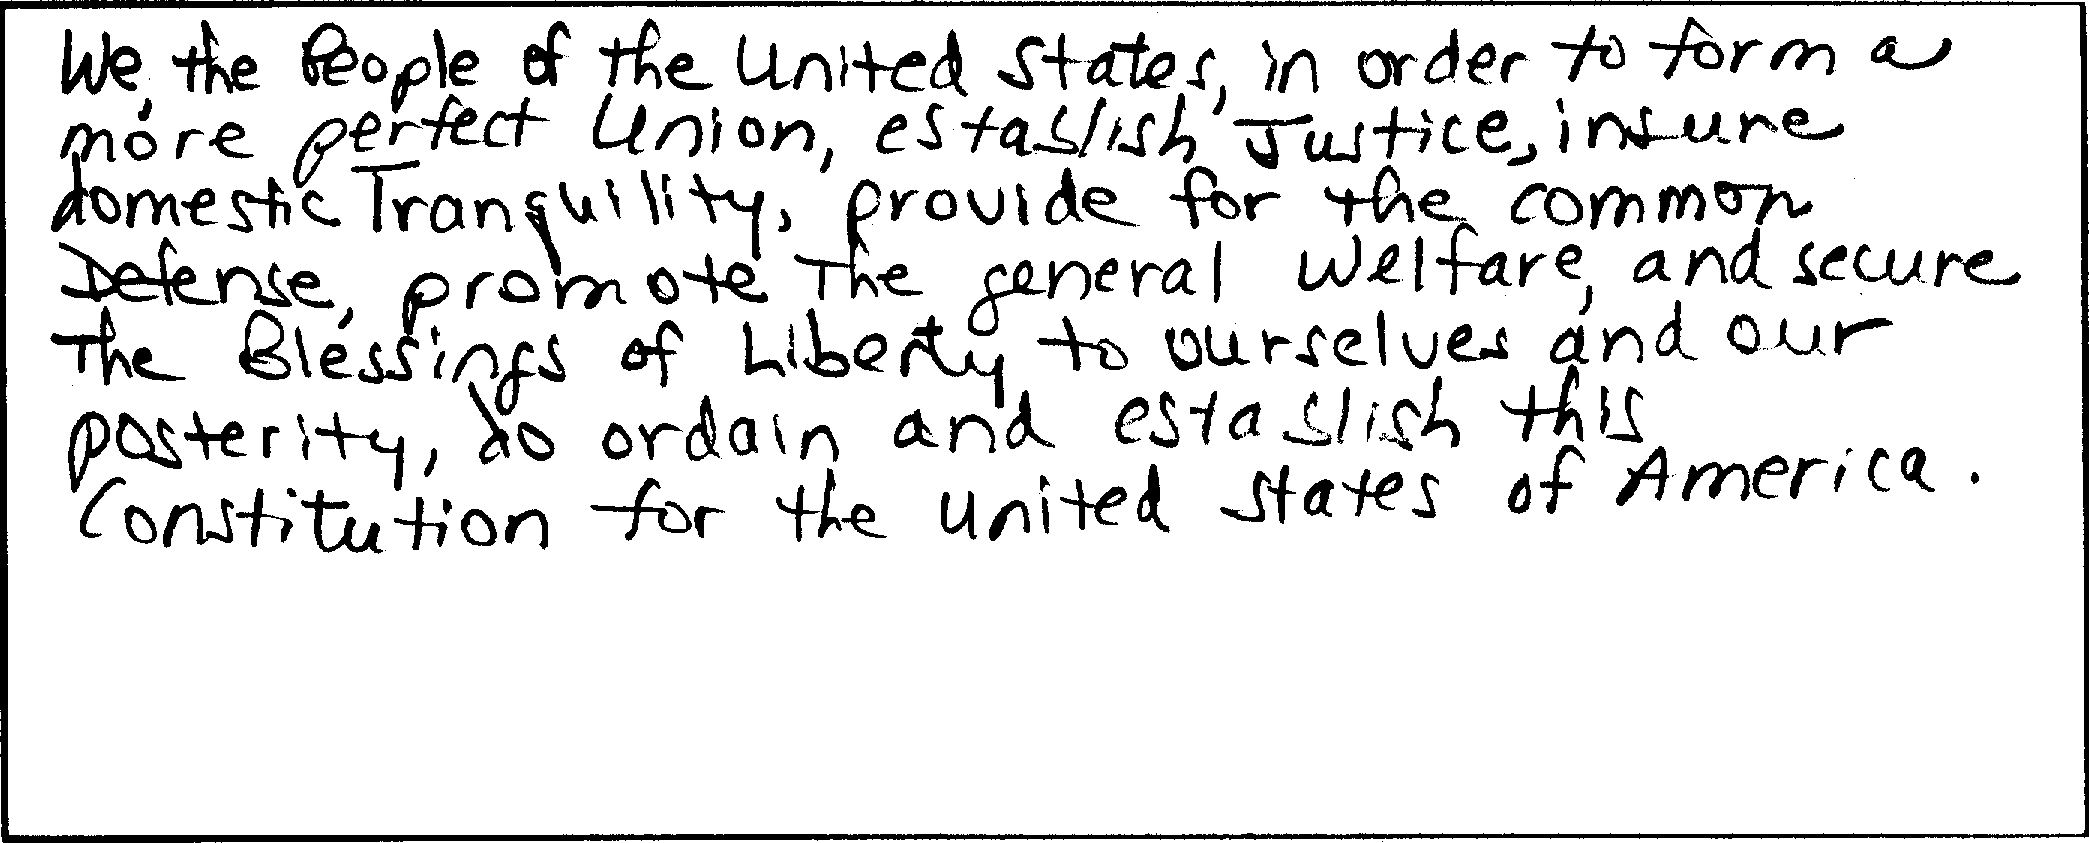 We, the People of the United States, in order to form a
more perfect Union, establish Justice, insure
domestic Tranquility, provide for the common
Defense, promote The general Welfare, and secure
The Blessings of Liberty to ourselves and our
posterity, do ordain and establish this
Constitution for the United States of America.